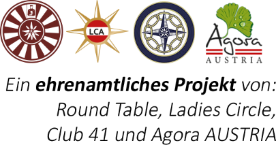 LCA
Agora
AUSTRIA
Ein ehrenamtliches Projekt von:
Round Table, Ladies Circle,
Club 41 und Agora AUSTRIA